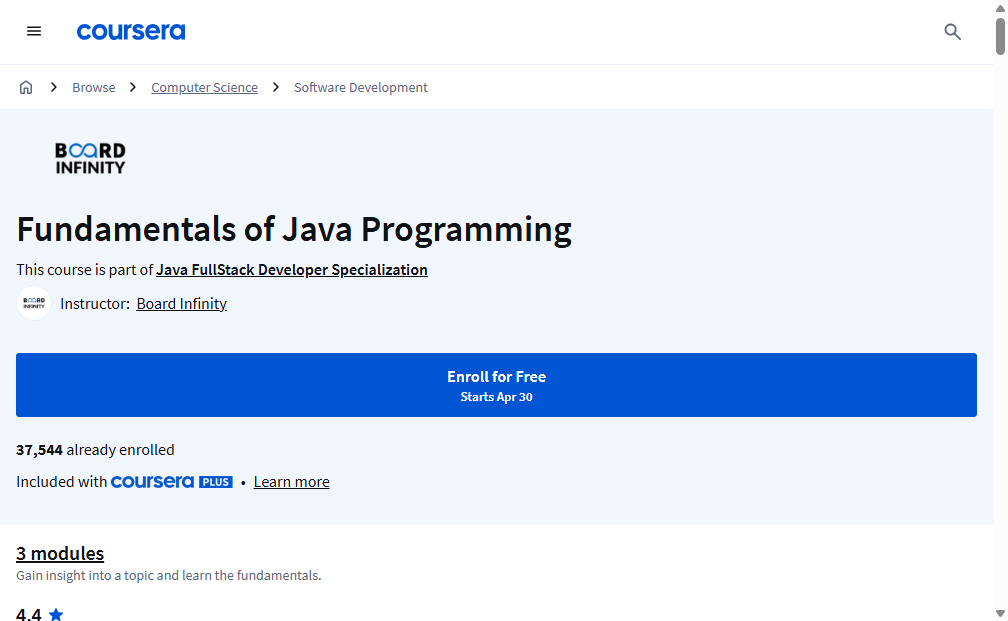 coursera
Browse
Computer Science
Software Development
BOARD
INFINITY
Fundamentals of Java Programming
This course is part of Java FullStack Developer Specialization
BOARD
INFINITY
Instructor: Board Infinity
Enroll for Free
Starts Apr 30
37,544 already enrolled
Included with coursera PLUS • Learn more
3 modules
Gain insight into a topic and learn the fundamentals.
4.4